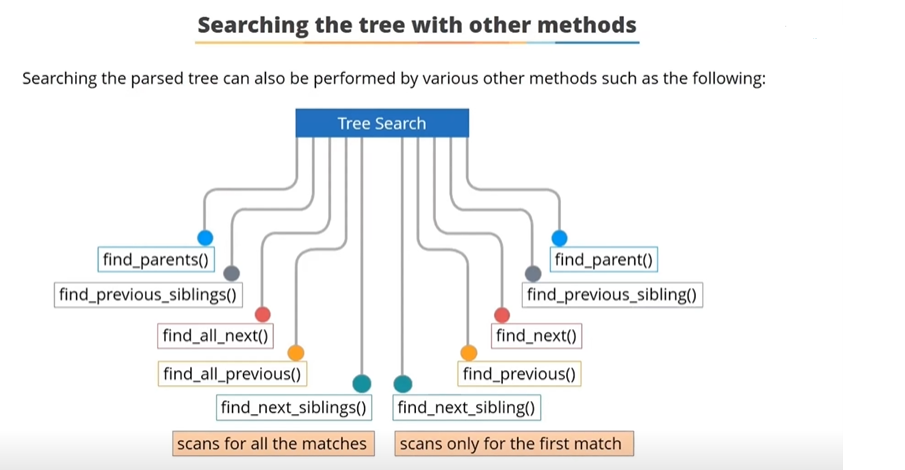 Searching the tree with other methods
Searching the parsed tree can also be performed by various other methods such as the following:
Tree Search
find_parents()
find_parent()
find_previous_siblings()
find_previous_sibling()
find_all_next()
find_next()
find_all_previous()
find_previous()
find_next_siblings()
find_next_sibling()
scans for all the matches
scans only for the first match